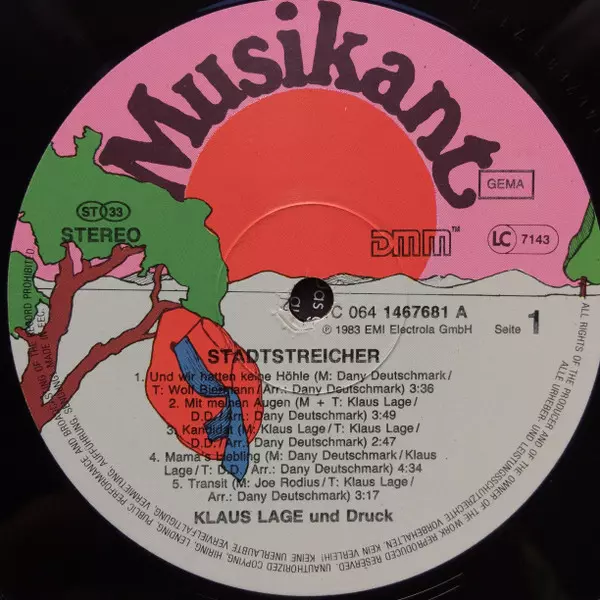 Musikant
GEMA
ST 33
STEREO
DMM™
LC 7143
C 064 1467681 A
℗ 1983 EMI Electrola GmbH
Seite 1
STADTSTREICHER
1. Und wir hatten keine Höhle (M: Dany Deutschmark/
T: Wolf Biermann/Arr.: Dany Deutschmark) 3:36
2. Mit meinen Augen (M + T: Klaus Lage/
D.D./Arr.: Dany Deutschmark) 3:49
3. Kandidat (M: Klaus Lage/T: Klaus Lage/
D.D./Arr.: Dany Deutschmark) 2:47
4. Mama's Liebling (M: Dany Deutschmark/Klaus
Lage/T: D.D./Arr.: Dany Deutschmark) 4:34
5. Transit (M: Joe Rodius/T: Klaus Lage/
Arr.: Dany Deutschmark) 3:17
KLAUS LAGE und Druck
ALL RIGHTS OF THE PRODUCER AND OF THE OWNER OF THE WORK REPRODUCED RESERVED. UNAUTHORIZED COPYING, HIRING, LENDING, PUBLIC PERFORMANCE AND BROADCASTING OF THE RECORD PROHIBITED
ALLE URHEBER- UND LEISTUNGSSCHUTZRECHTE VORBEHALTEN. KEIN VERLEIH! KEINE UNERLAUBTE VERVIELFÄLTIGUNG, VERMIETUNG, AUFFÜHRUNG, SENDUNG. MADE IN EEC.